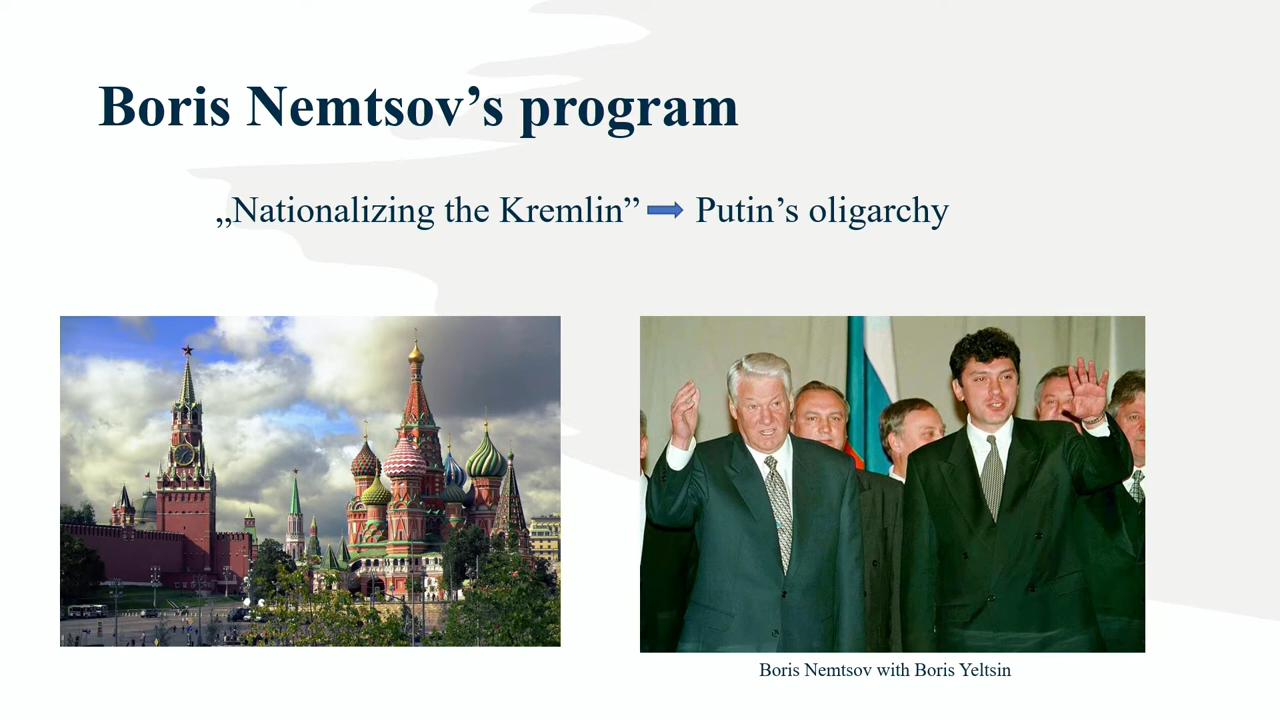 Boris Nemtsov’s program
„Nationalizing the Kremlin” Putin’s oligarchy
Boris Nemtsov with Boris Yeltsin